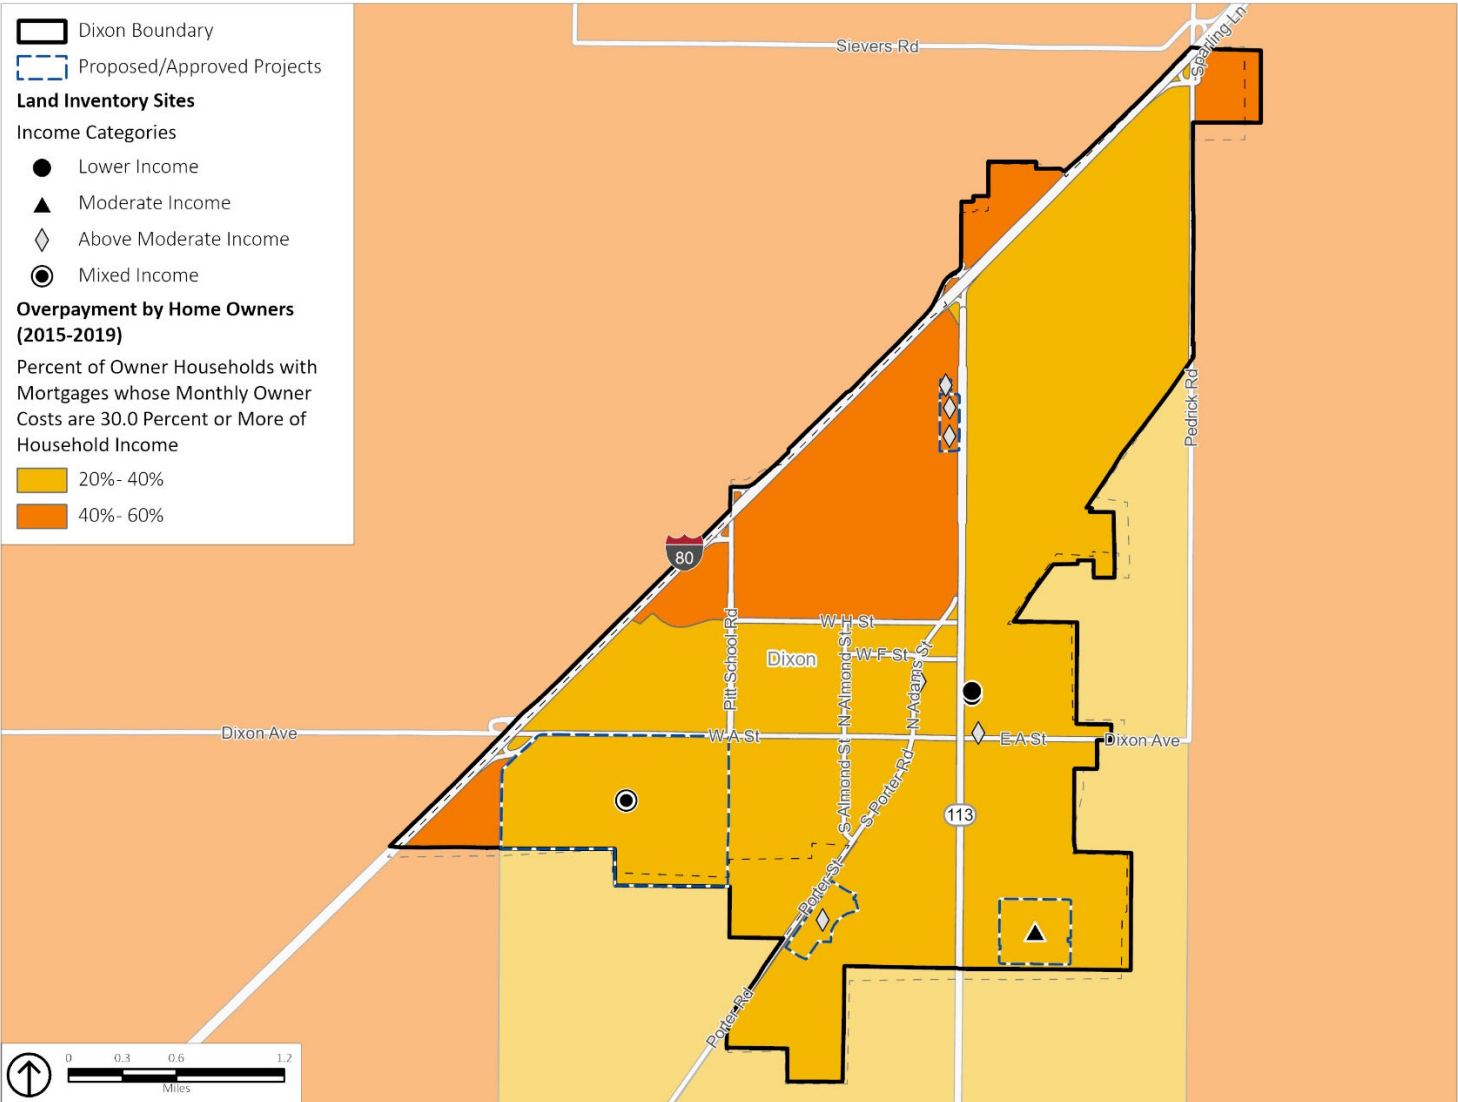 Dixon Boundary
Proposed/Approved Projects
Land Inventory Sites
Income Categories
Lower Income
Moderate Income
Above Moderate Income
Mixed Income
Overpayment by Home Owners
(2015-2019)
Percent of Owner Households with
Mortgages whose Monthly Owner
Costs are 30.0 Percent or More of
Household Income
20%- 40%
40%- 60%
Sievers Rd
Sparling Ln
Pedrick Rd
80
Pitt School Rd
W H St
N Almond St
W F St
N Adams St
Dixon
Dixon Ave
W A St
E A St
Dixon Ave
S Almond St
S Porter Rd
113
Porter St
Porter Rd
0 0.3 0.6 1.2
Miles